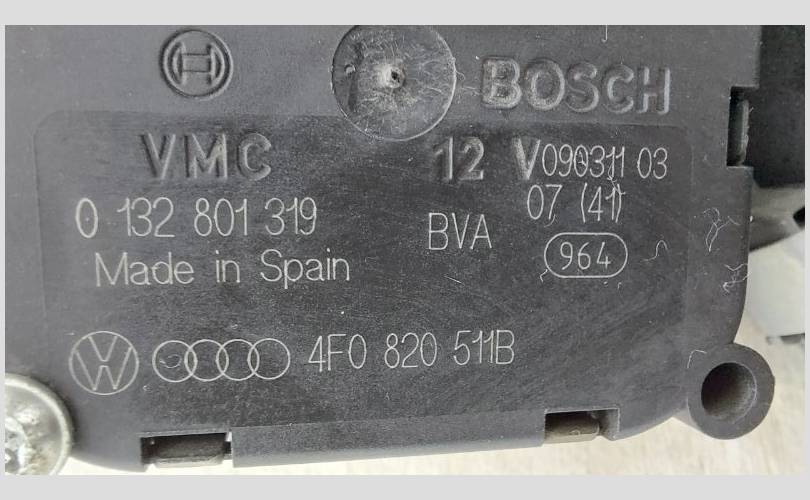 BOSCH
VMC 12 V 090311 03
0 132 801 319 07 (41)
BVA
Made in Spain 964
VW 4F0 820 511B